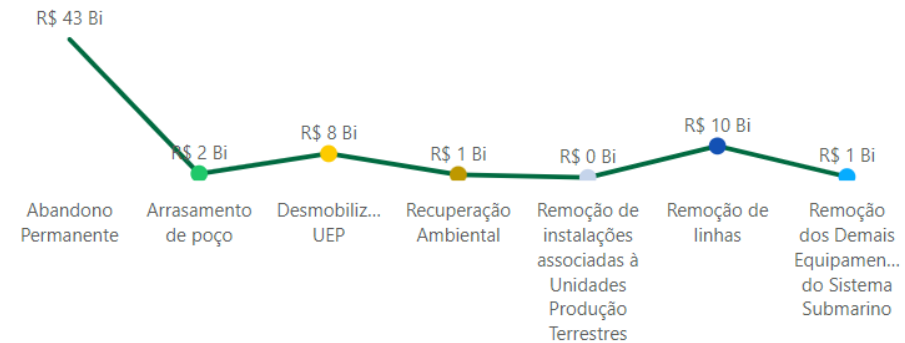 R$ 43 Bi
R$ 2 Bi
R$ 8 Bi
R$ 1 Bi
R$ 0 Bi
R$ 10 Bi
R$ 1 Bi
Abandono
Permanente
Arrasamento
de poço
Desmobiliz...
UEP
Recuperação
Ambiental
Remoção de
instalações
associadas à
Unidades
Produção
Terrestres
Remoção de
linhas
Remoção
dos Demais
Equipamen...
do Sistema
Submarino